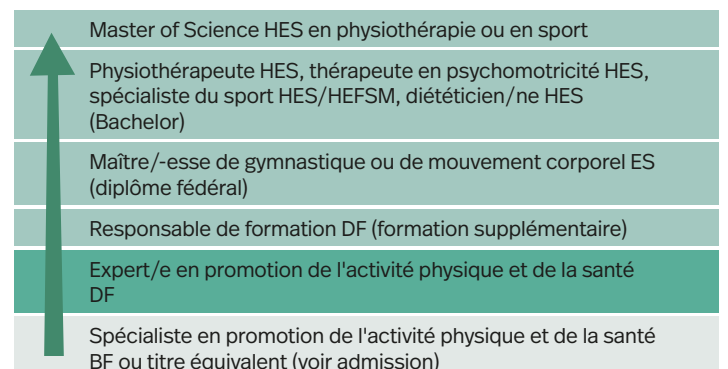 Master of Science HES en physiothérapie ou en sport
Physiothérapeute HES, thérapeute en psychomotricité HES,
spécialiste du sport HES/HEFSM, diététicien/ne HES
(Bachelor)
Maître/-esse de gymnastique ou de mouvement corporel ES
(diplôme fédéral)
Responsable de formation DF (formation supplémentaire)
Expert/e en promotion de l'activité physique et de la santé
DF
Spécialiste en promotion de l'activité physique et de la santé
BF ou titre équivalent (voir admission)